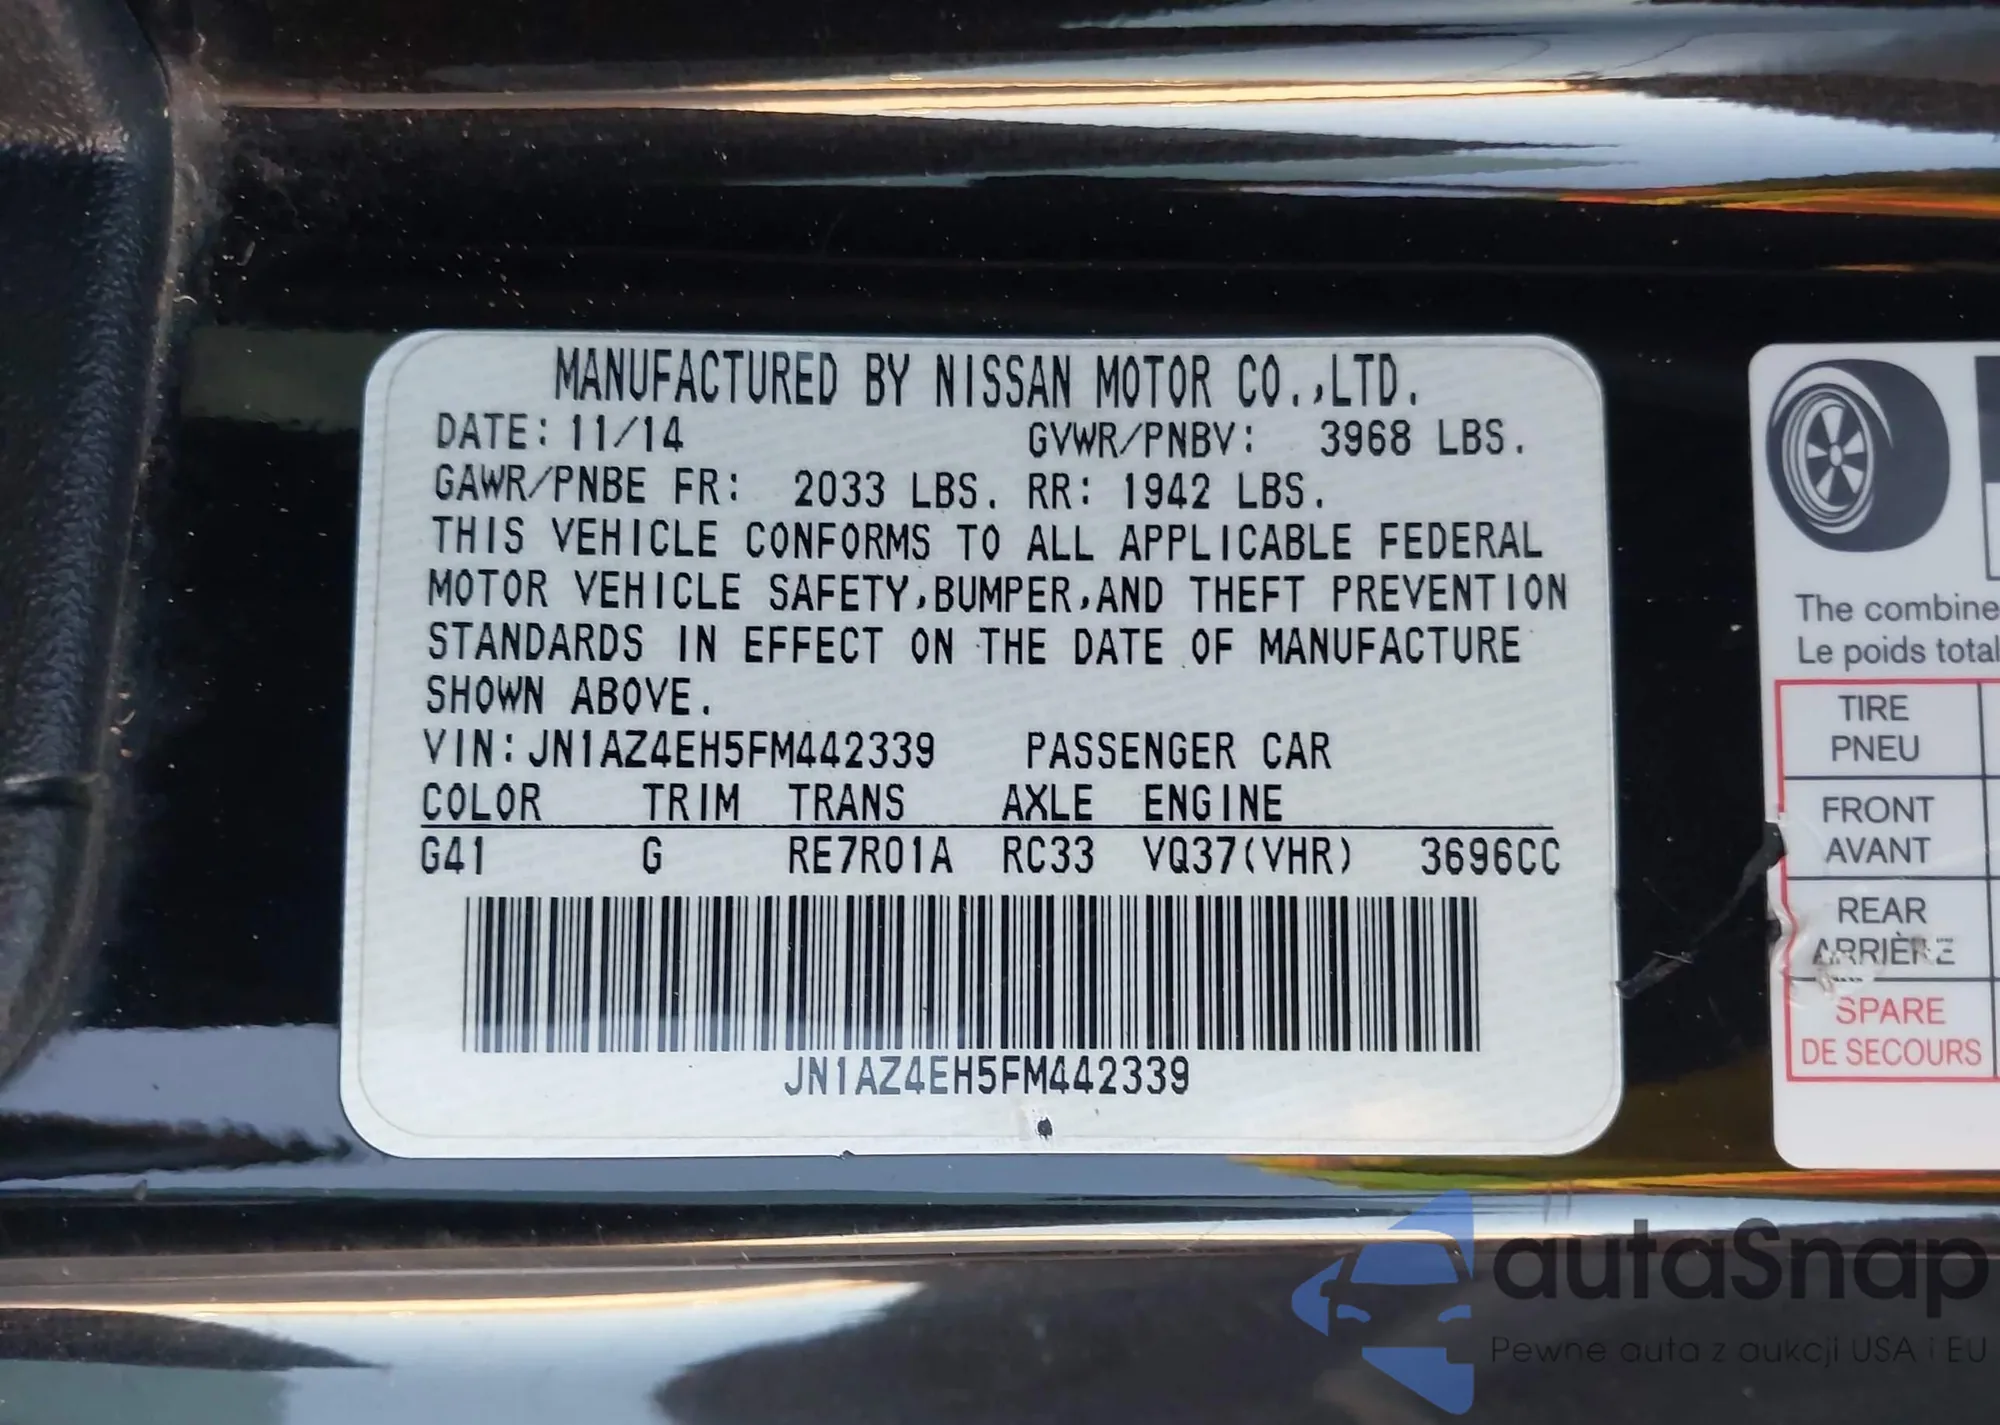 MANUFACTURED BY NISSAN MOTOR CO.,LTD.
DATE: 11/14 GVWR/PNBV: 3968 LBS.
GAWR/PNBE FR: 2033 LBS. RR: 1942 LBS.
THIS VEHICLE CONFORMS TO ALL APPLICABLE FEDERAL
MOTOR VEHICLE SAFETY,BUMPER,AND THEFT PREVENTION
STANDARDS IN EFFECT ON THE DATE OF MANUFACTURE
SHOWN ABOVE.
VIN: JN1AZ4EH5FM442339 PASSENGER CAR
COLOR TRIM TRANS AXLE ENGINE
G41 G RE7R01A RC33 VQ37(VHR) 3696CC
JN1AZ4EH5FM442339
The combine
Le poids total
TIRE
PNEU
FRONT
AVANT
REAR
ARRIÈRE
SPARE
DE SECOURS
autaSnap
Pewne auta z aukcji USA i EU